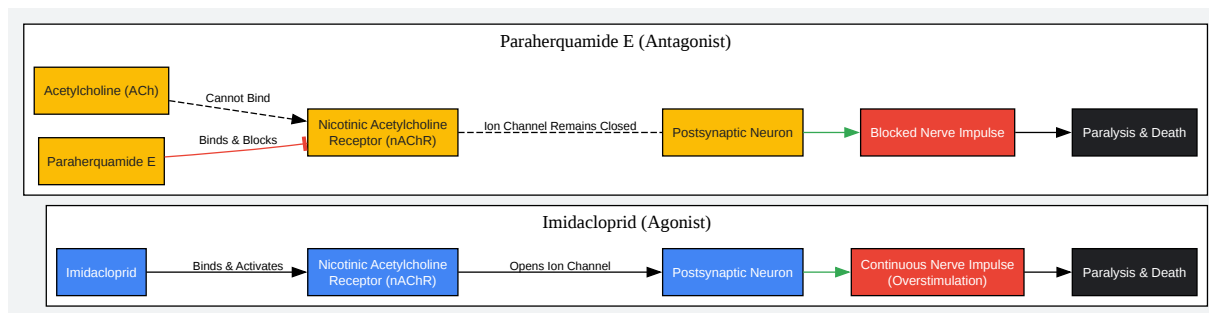 Paraherquamide E (Antagonist)
Acetylcholine (ACh)
Cannot Bind
Paraherquamide E
Binds & Blocks
Nicotinic Acetylcholine
Receptor (nAChR)
Ion Channel Remains Closed
Postsynaptic Neuron
Blocked Nerve Impulse
Paralysis & Death
Imidacloprid (Agonist)
Imidacloprid
Binds & Activates
Nicotinic Acetylcholine
Receptor (nAChR)
Opens Ion Channel
Postsynaptic Neuron
Continuous Nerve Impulse
(Overstimulation)
Paralysis & Death